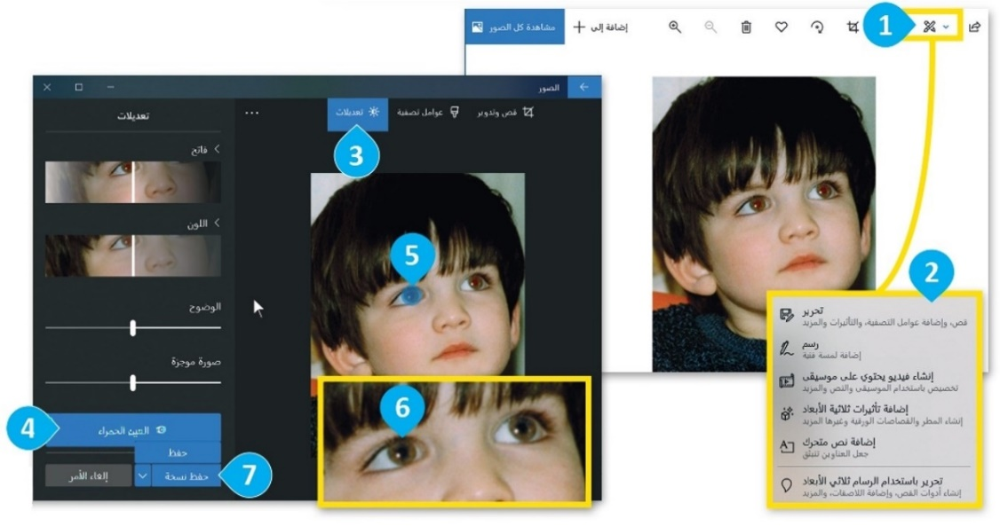 مشاهدة كل الصور
إضافة إلى
1
2
تحرير
قص، وإضافة عوامل التصفية، والتأثيرات والمزيد
رسم
إضافة لمسة فنية
إنشاء فيديو يحتوي على موسيقى
تخصيص باستخدام الموسيقى والنص والمزيد
إضافة تأثيرات ثلاثية الأبعاد
إنشاء المطر والقصاصات الورقية وغيرها المزيد
إضافة نص متحرك
جعل العناوين تنبثق
تحرير باستخدام الرسام ثلاثي الأبعاد
إنشاء أدوات القص، وإضافة اللاصقات، والمزيد
الصور
قص وتدوير
عوامل تصفية
تعديلات
3
تعديلات
فاتح
اللون
الوضوح
صورة موجزة
4
العين الحمراء
5
6
حفظ
حفظ نسخة
إلغاء الأمر
7